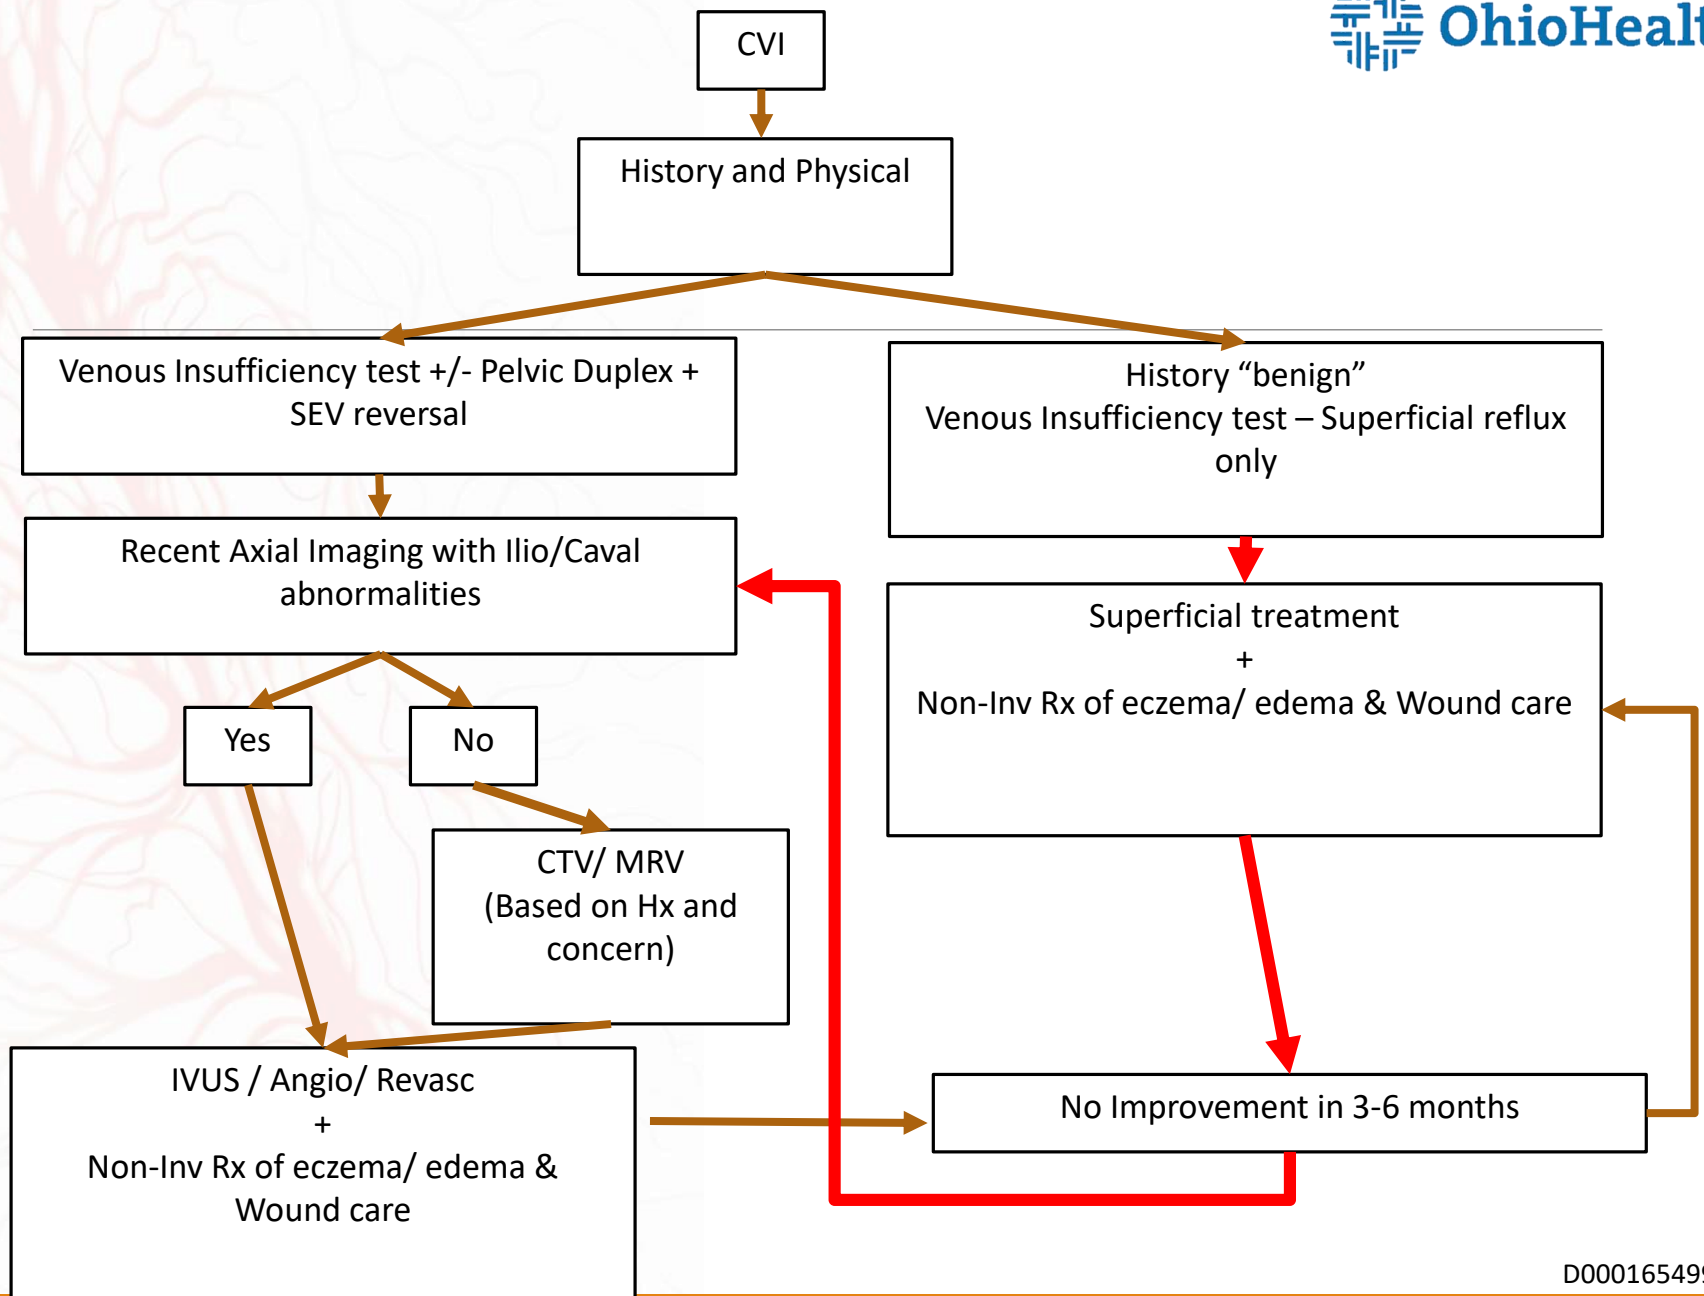 OhioHealt
CVI
History and Physical
Venous Insufficiency test +/- Pelvic Duplex +
SEV reversal
History “benign”
Venous Insufficiency test – Superficial reflux
only
Recent Axial Imaging with Ilio/Caval
abnormalities
Superficial treatment
+
Non-Inv Rx of eczema/ edema & Wound care
Yes
No
CTV/ MRV
(Based on Hx and
concern)
IVUS / Angio/ Revasc
+
Non-Inv Rx of eczema/ edema &
Wound care
No Improvement in 3-6 months
D000165499